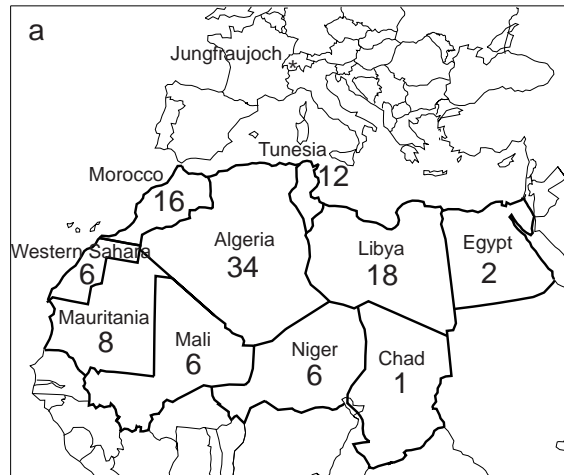 a
Jungfraujoch
*
Tunesia
12
Morocco
16
Algeria
34
Libya
18
Egypt
2
Western Sahara
6
Mauritania
8
Mali
6
Niger
6
Chad
1